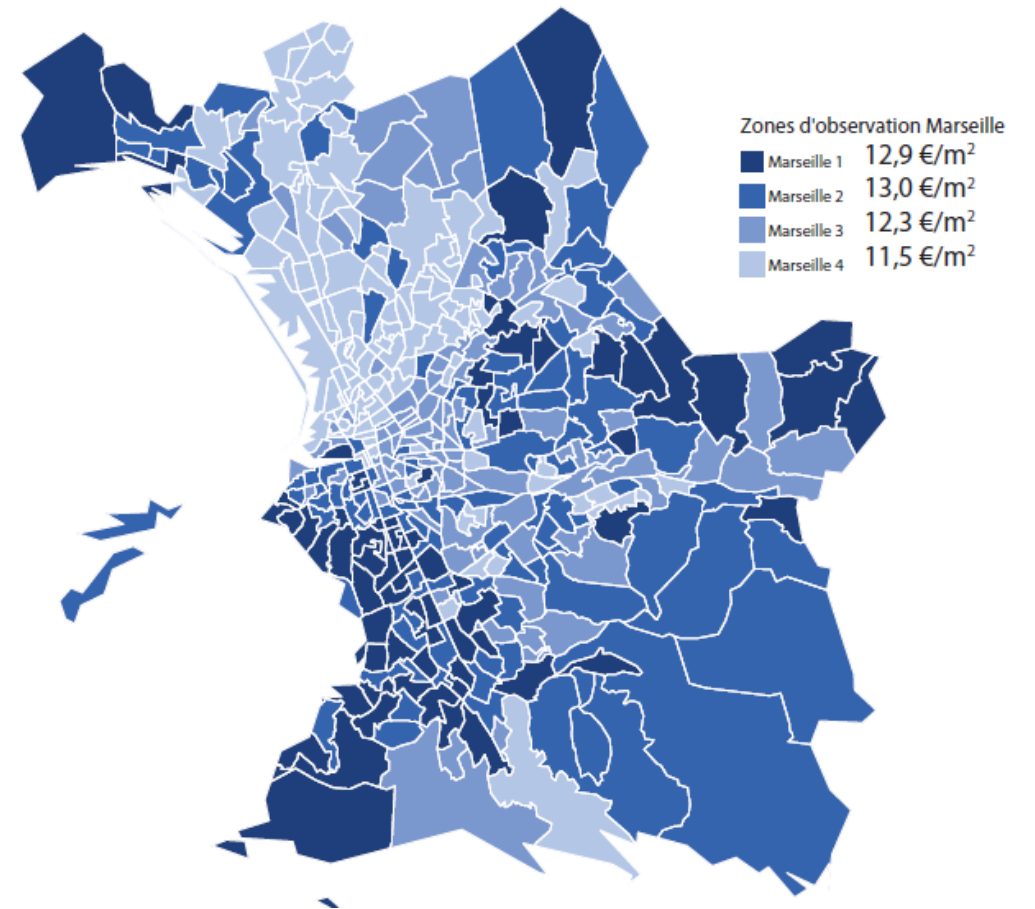 Zones d'observation Marseille
Marseille 1 12,9 €/m²
Marseille 2 13,0 €/m²
Marseille 3 12,3 €/m²
Marseille 4 11,5 €/m²